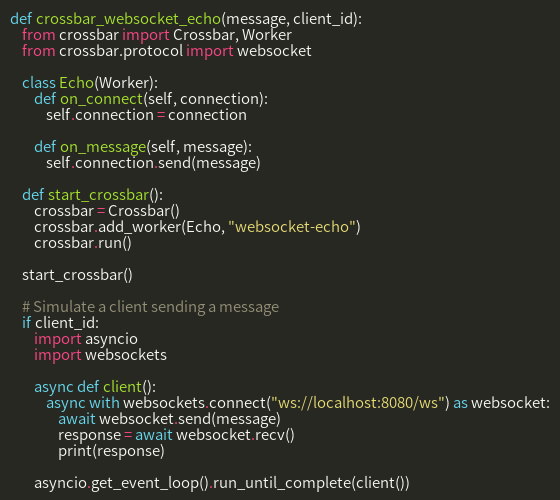 def crossbar_websocket_echo(message, client_id):
    from crossbar import Crossbar, Worker
    from crossbar.protocol import websocket

    class Echo(Worker):
        def on_connect(self, connection):
            self.connection = connection

        def on_message(self, message):
            self.connection.send(message)

    def start_crossbar():
        crossbar = Crossbar()
        crossbar.add_worker(Echo, "websocket-echo")
        crossbar.run()

    start_crossbar()

    # Simulate a client sending a message
    if client_id:
        import asyncio
        import websockets

        async def client():
            async with websockets.connect("ws://localhost:8080/ws") as websocket:
                await websocket.send(message)
                response = await websocket.recv()
                print(response)

        asyncio.get_event_loop().run_until_complete(client())